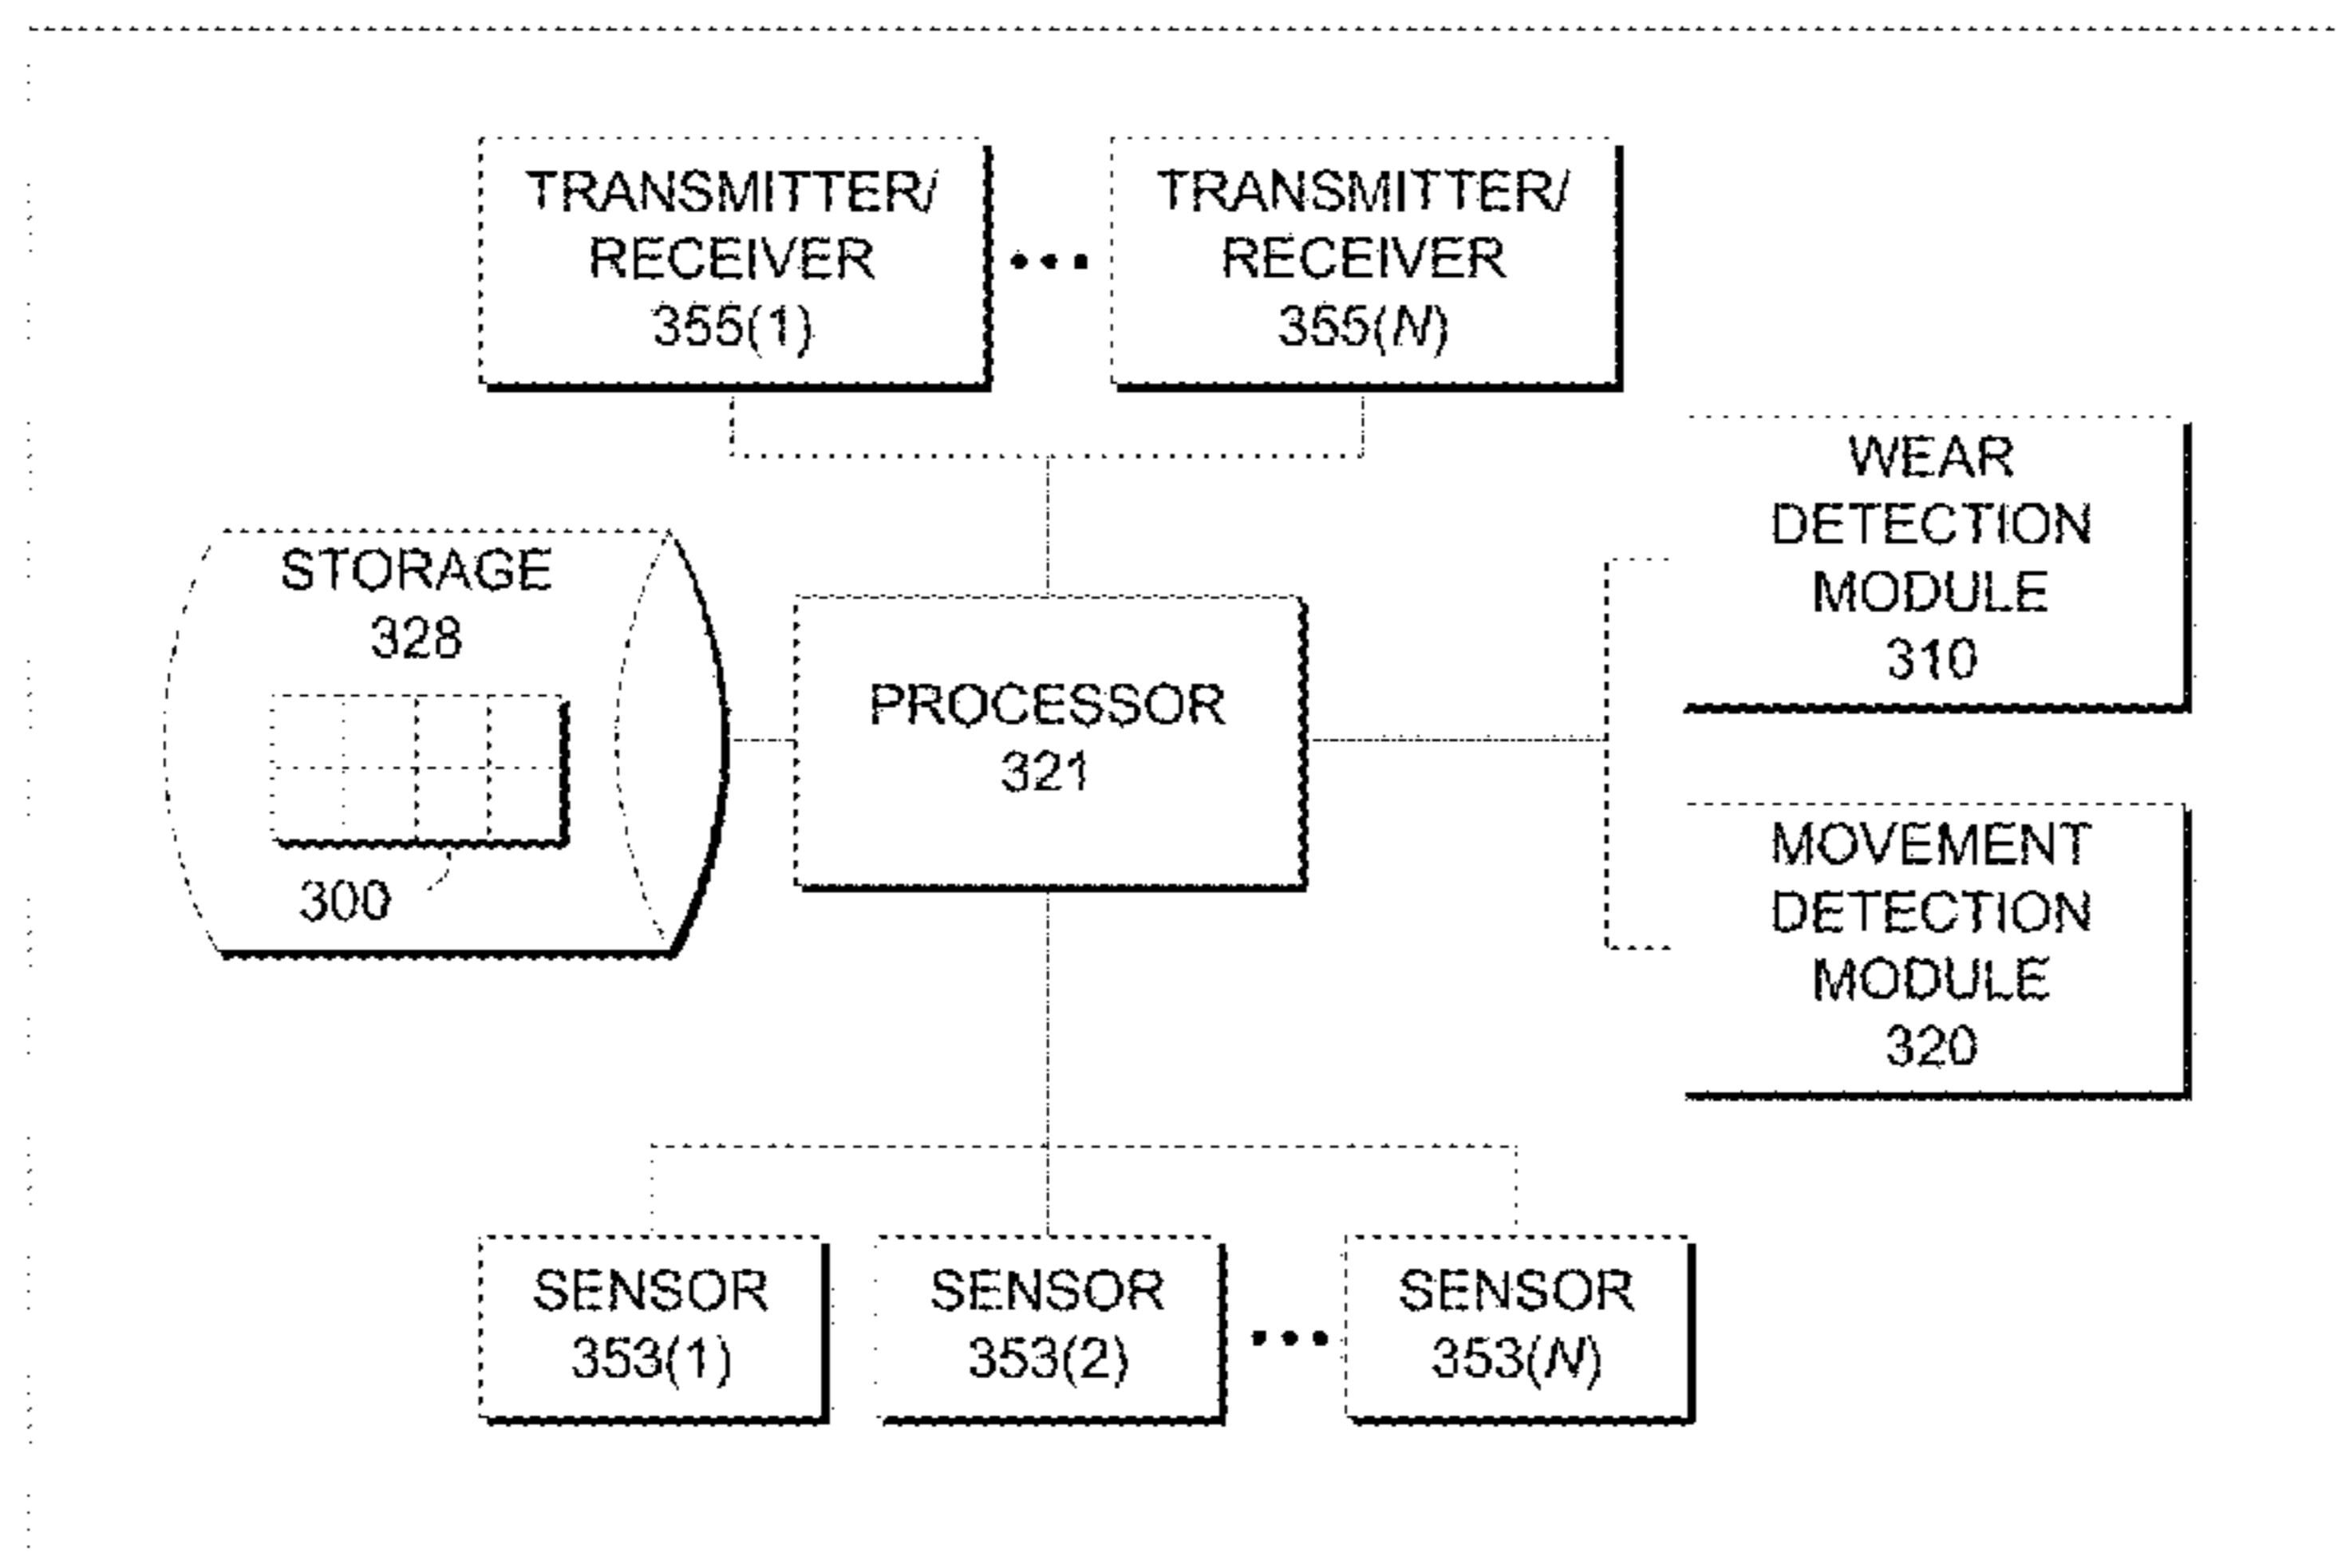 TRANSMITTER/
RECEIVER
355(1)
TRANSMITTER/
RECEIVER
355(N)
WEAR
DETECTION
MODULE
310
STORAGE
328
300
PROCESSOR
321
MOVEMENT
DETECTION
MODULE
320
SENSOR
353(1)
SENSOR
353(2)
SENSOR
353(N)